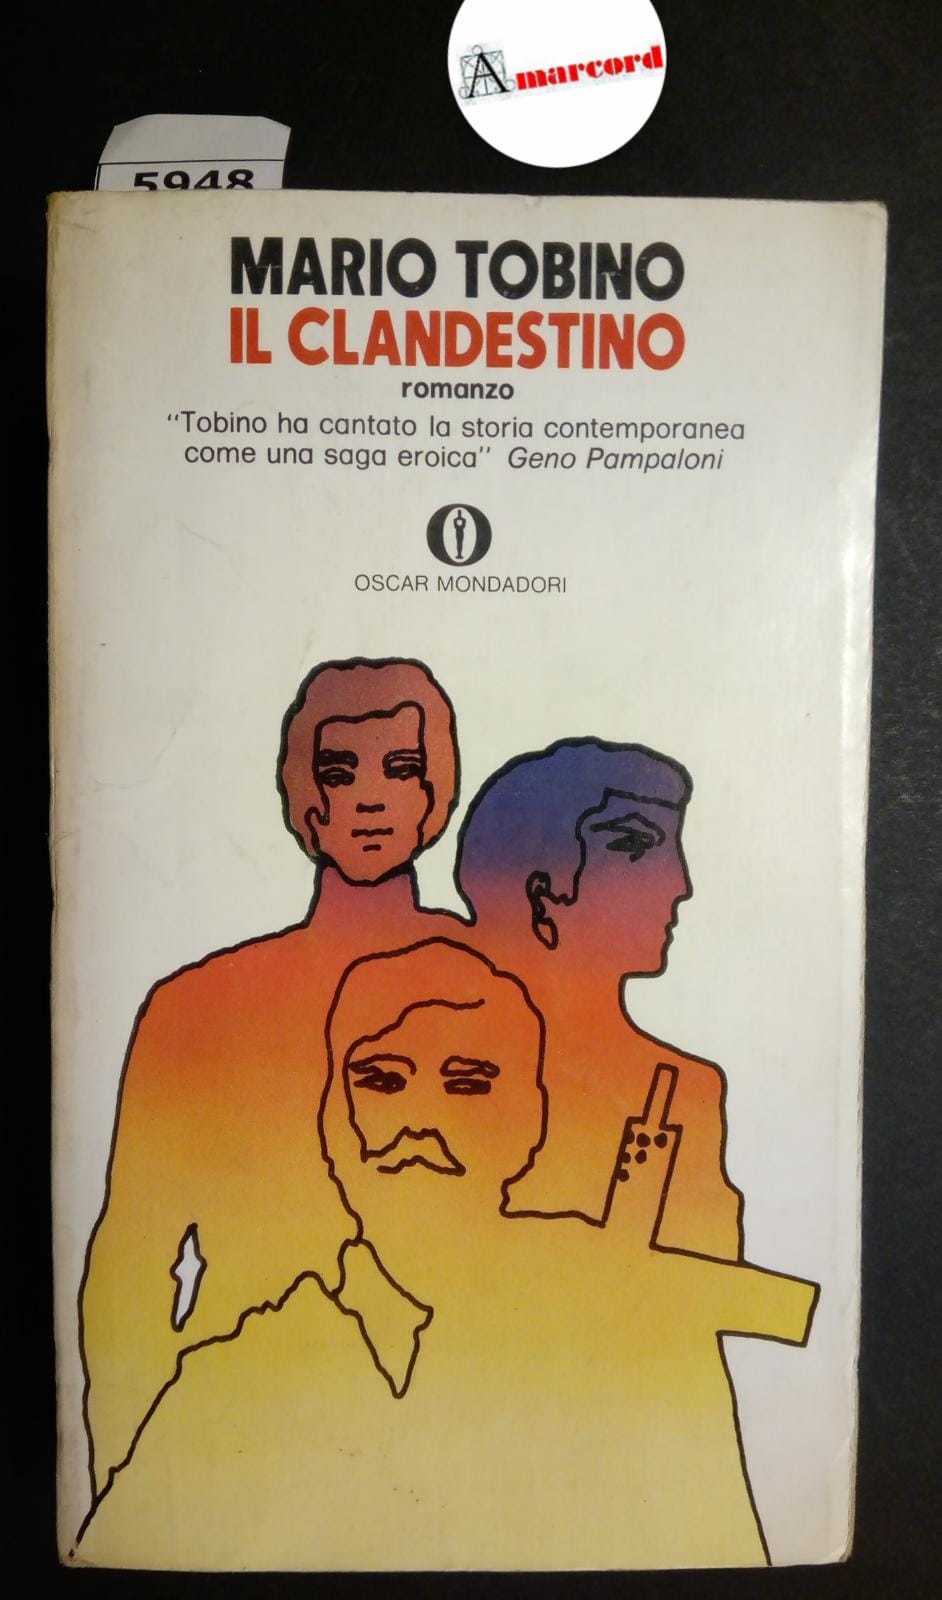 Amarcord
5948
MARIO TOBINO
IL CLANDESTINO
romanzo
"Tobino ha cantato la storia contemporanea
come una saga eroica" Geno Pampaloni
O
OSCAR MONDADORI